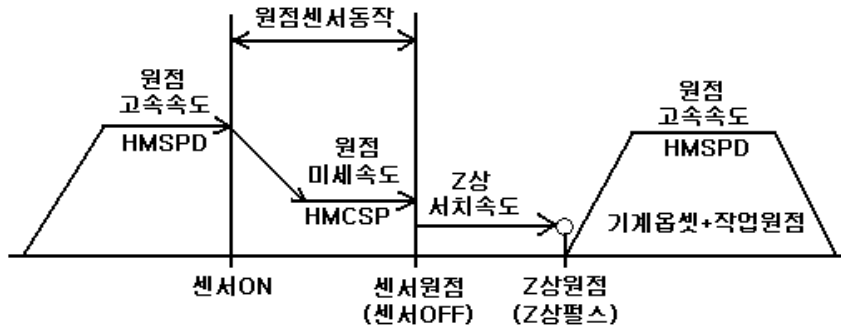 원점센서동작
원점
고속속도
HMSPD
원점
미세속도
HMCSP
Z상
서치속도
원점
고속속도
HMSPD
기계옵셋+작업원점
센서ON
센서원점
(센서OFF)
Z상원점
(Z상펄스)